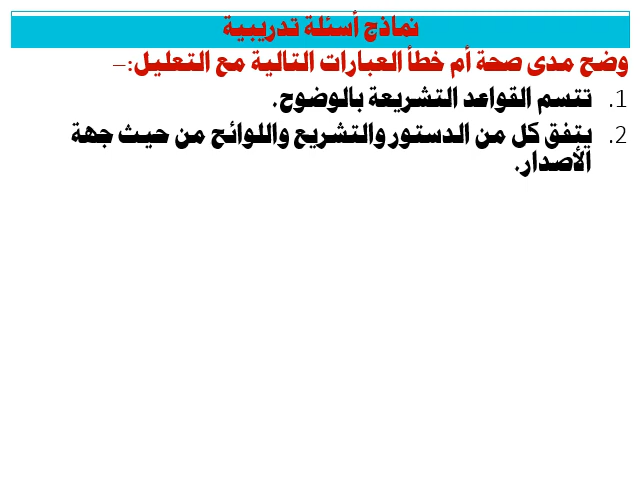 نماذج أسئلة تدريبية
وضح مدى صحة أم خطأ العبارات التالية مع التعليل:–
1. تتسم القواعد التشريعة بالوضوح.
2. يتفق كل من الدستور والتشريع واللوائح من حيث جهة
الأصدار.